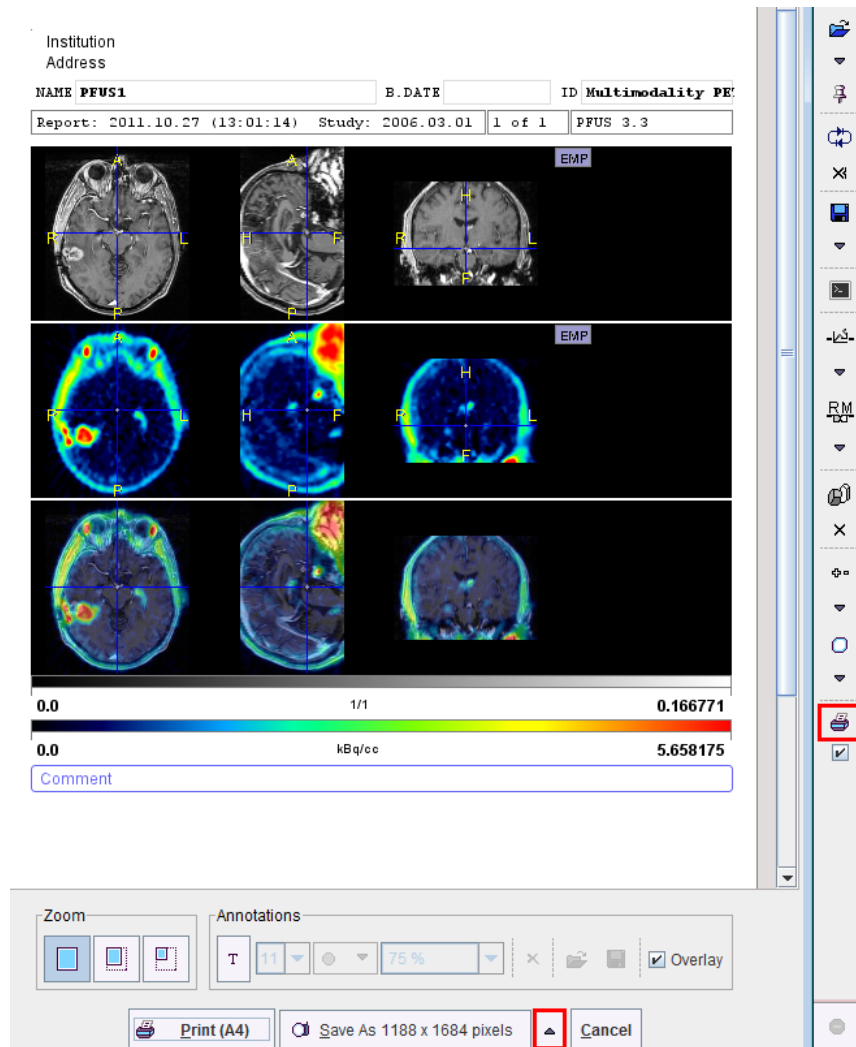 Institution
Address
NAME PFUS1 B.DATE ID Multimodality PE
Report: 2011.10.27 (13:01:14) Study: 2006.03.01 1 of 1 PFUS 3.3
A A EMP
H
R L H F R L
F
P P
A A EMP
H
R L H F R L
F
P P
0.0 1/1 0.166771
0.0 kBq/cc 5.658175
Comment
RM
Zoom Annotations
T 11 75 % Overlay
Print (A4) Save As 1188 x 1684 pixels Cancel